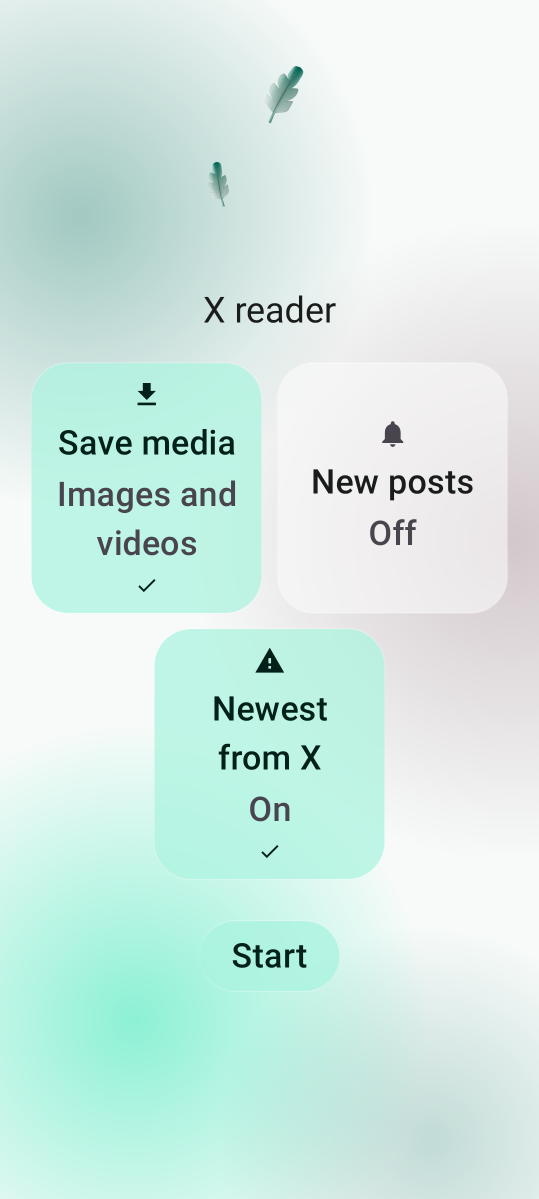 X reader
Save media
Images and
videos
New posts
Off
Newest
from X
On
Start